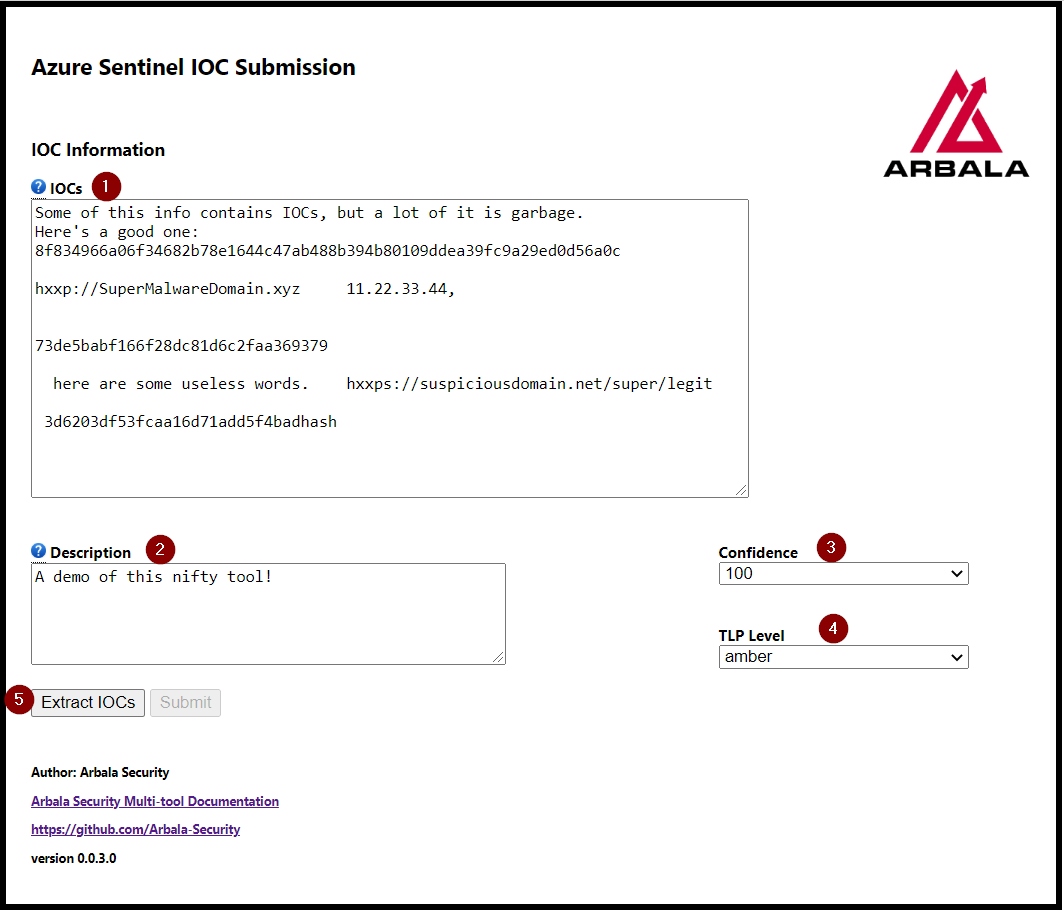 Azure Sentinel IOC Submission
ARBALA
IOC Information
? IOCs 1
Some of this info contains IOCs, but a lot of it is garbage.
Here's a good one:
8f834966a06f34682b78e1644c47ab488b394b80109ddea39fc9a29ed0d56a0c
hxxp://SuperMalwareDomain.xyz 11.22.33.44,
73de5babf166f28dc81d6c2faa369379
here are some useless words. hxxps://suspiciousdomain.net/super/legit
3d6203df53fcaa16d71add5f4badhash
? Description 2
A demo of this nifty tool!
Confidence 3
100
TLP Level 4
amber
5 Extract IOCs Submit
Author: Arbala Security
Arbala Security Multi-tool Documentation
https://github.com/Arbala-Security
version 0.0.3.0